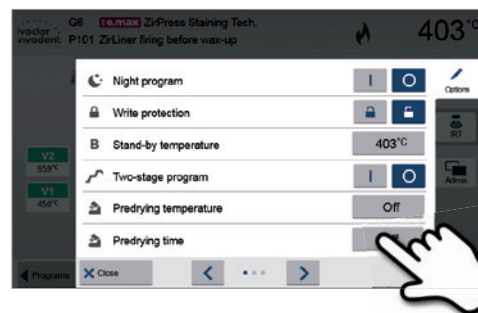 ivoclar
vivadent
G6 IPS e.max ZirPress Staining Tech.
P101 ZirLiner firing before wax-up
403°C
Night program
I
O
Options
Write protection
IRT
B Stand-by temperature
403°C
V2
959°C
Two-stage program
I
O
Admin
V1
450°C
Predrying temperature
Off
Predrying time
Programs
Close